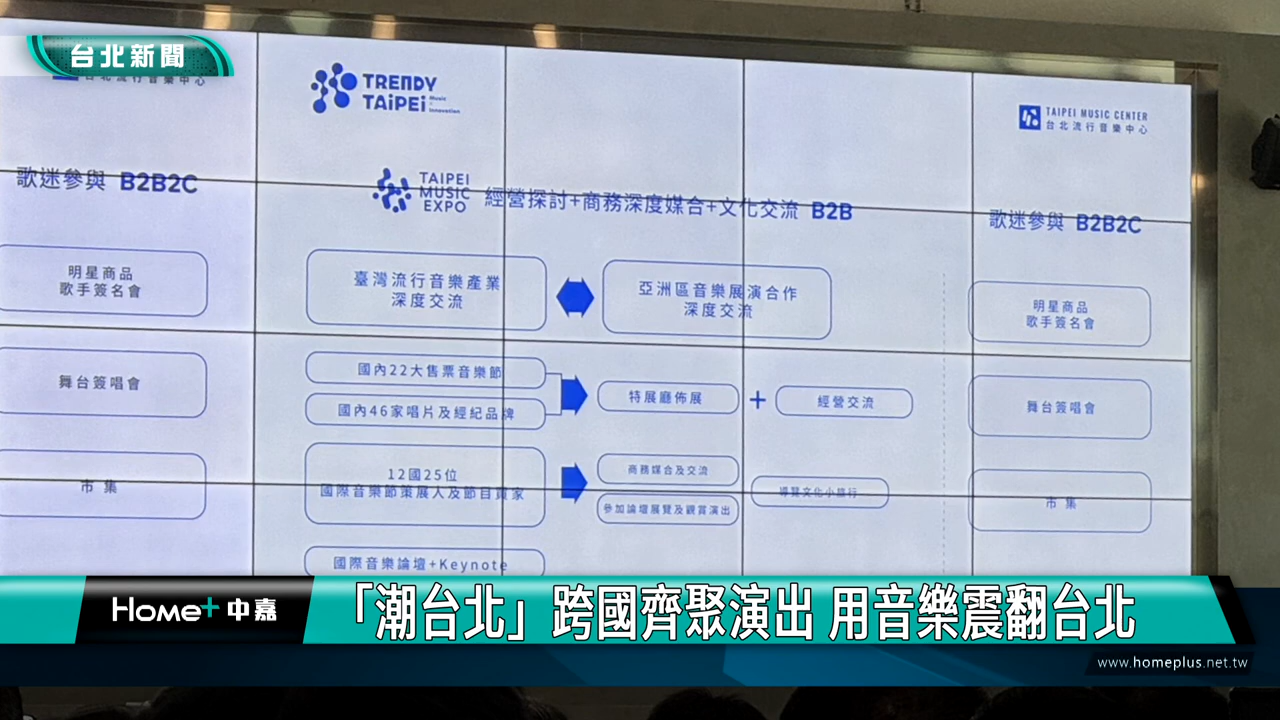 台北新聞
台北流行音樂中心
TRENDY
TAiPEi
Music
+
Innovation
TAIPEI MUSIC CENTER
台北流行音樂中心
歌迷參與 B2B2C
TAIPEI
MUSIC
EXPO
經營探討+商務深度媒合+文化交流 B2B
歌迷參與 B2B2C
明星商品
歌手簽名會
臺灣流行音樂產業
深度交流
亞洲區音樂展演合作
深度交流
明星商品
歌手簽名會
舞台簽唱會
國內22大售票音樂節
國內46家唱片及經紀品牌
特展廳佈展
+
經營交流
舞台簽唱會
市集
12國25位
國際音樂節策展人及節目買家
商務媒合及交流
參加論壇展覽及觀賞演出
導覽文化小旅行
市集
國際音樂論壇+Keynote
Home+ 中嘉
「潮台北」跨國齊聚演出 用音樂震翻台北
www.homeplus.net.tw